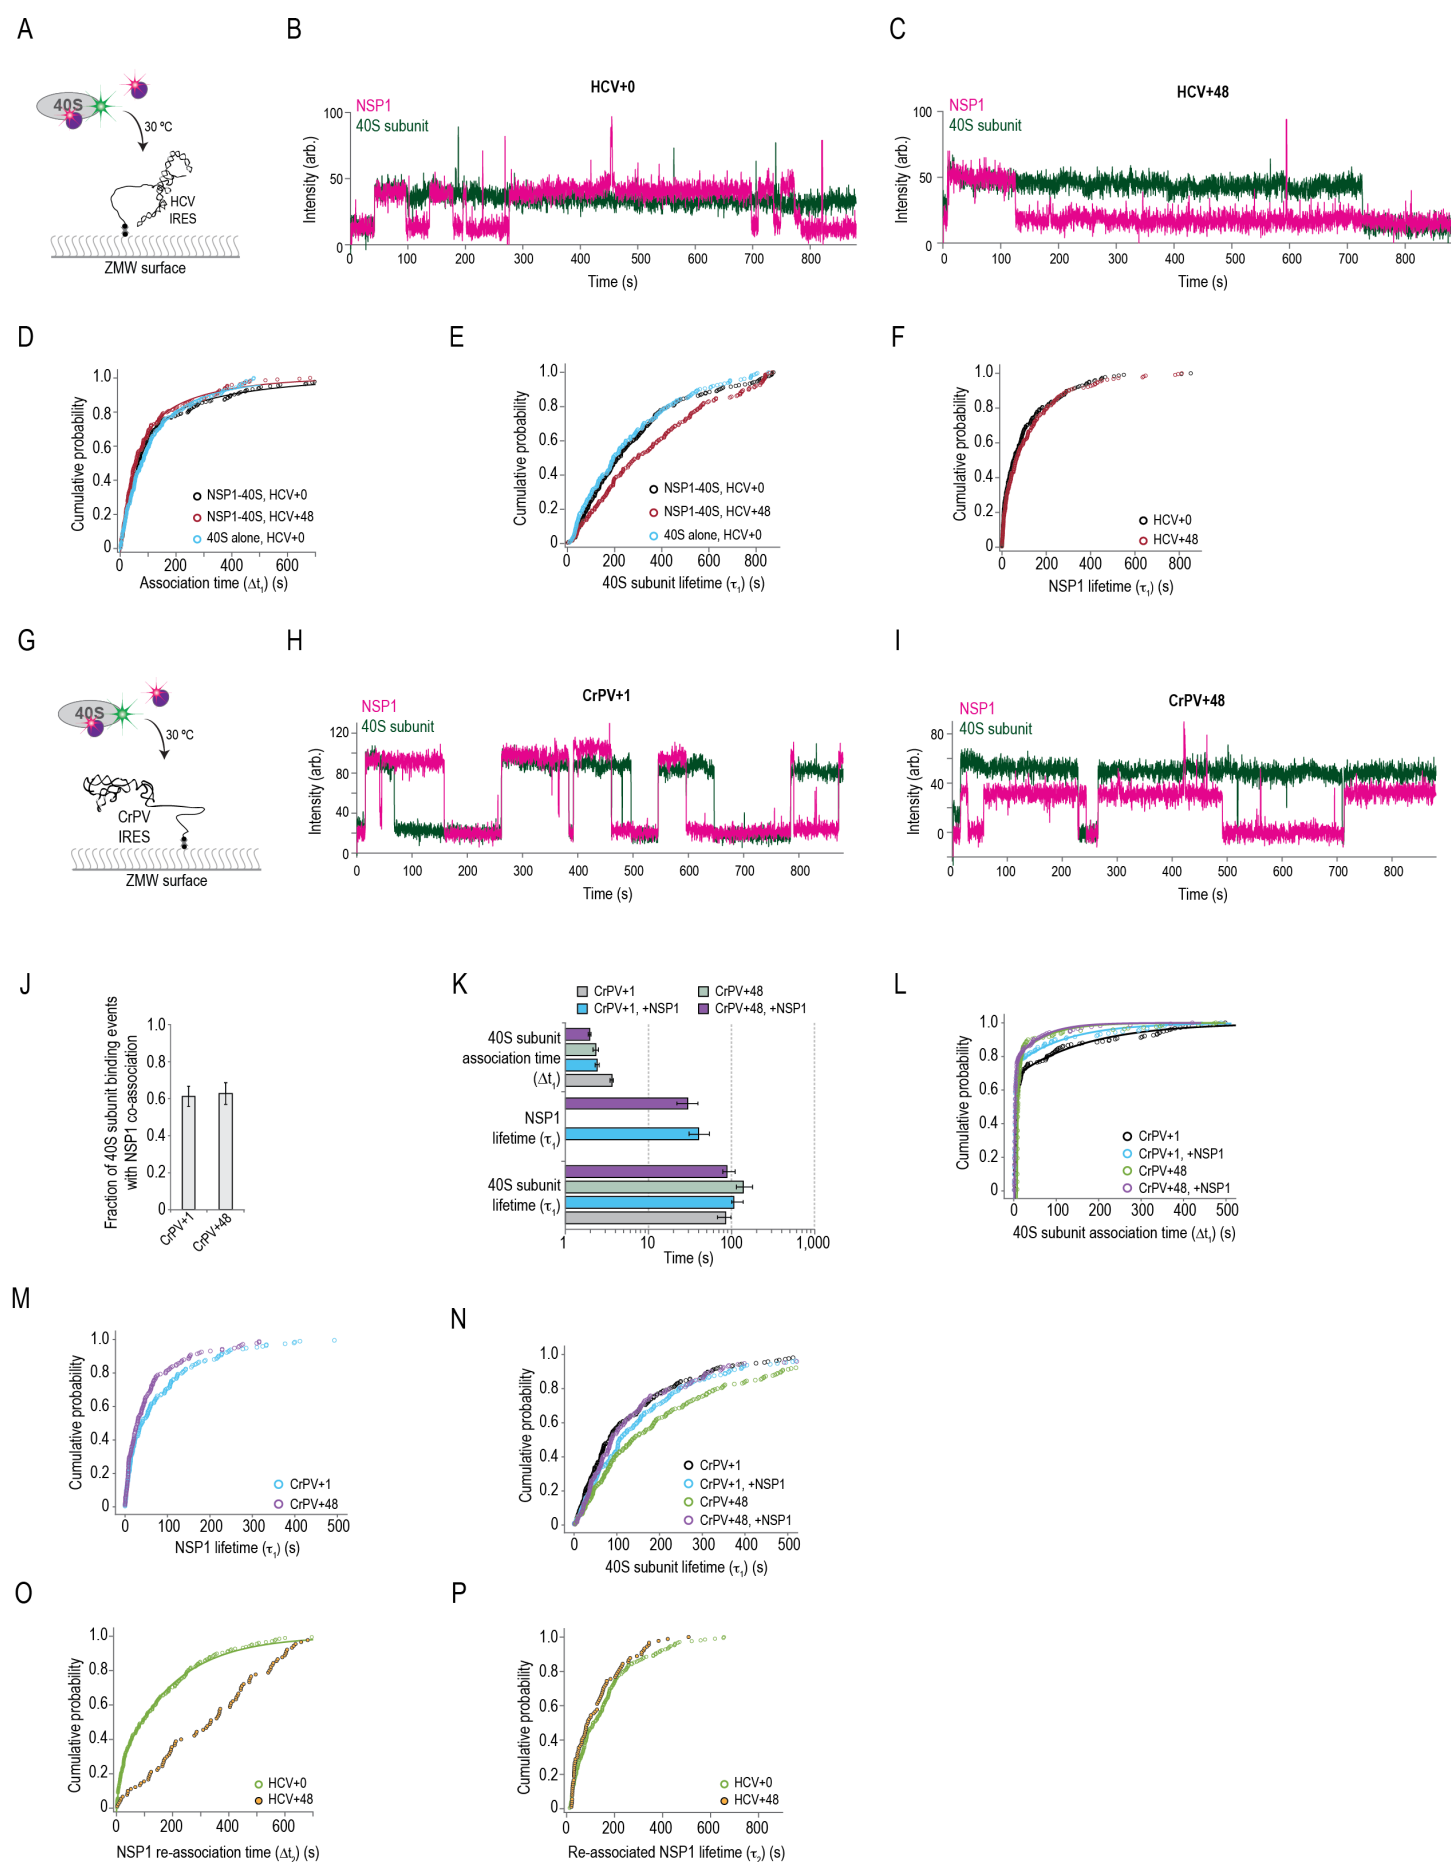 A
40S
30 ºC
HCV
IRES
ZMW surface
B
HCV+0
NSP1
40S subunit
Intensity (arb.)
100
50
0
0 100 200 300 400 500 600 700 800
Time (s)
C
HCV+48
NSP1
40S subunit
Intensity (arb.)
100
50
0
0 100 200 300 400 500 600 700 800
Time (s)
D
Cumulative probability
1.0
0.8
0.6
0.4
0.2
0
NSP1-40S, HCV+0
NSP1-40S, HCV+48
40S alone, HCV+0
0 200 400 600
Association time (Δt1) (s)
E
Cumulative probability
1.0
0.8
0.6
0.4
0.2
0
NSP1-40S, HCV+0
NSP1-40S, HCV+48
40S alone, HCV+0
0 200 400 600 800
40S subunit lifetime (τ1) (s)
F
Cumulative probability
1.0
0.8
0.6
0.4
0.2
0
HCV+0
HCV+48
0 200 400 600 800
NSP1 lifetime (τ1) (s)
G
40S
30 ºC
CrPV
IRES
ZMW surface
H
CrPV+1
NSP1
40S subunit
Intensity (arb.)
120
80
40
0
0 100 200 300 400 500 600 700 800
Time (s)
I
CrPV+48
NSP1
40S subunit
Intensity (arb.)
80
40
0
0 100 200 300 400 500 600 700 800
Time (s)
J
Fraction of 40S subunit binding events
with NSP1 co-association
1.0
0.8
0.6
0.4
0.2
0
CrPV+1
CrPV+48
K
CrPV+1
CrPV+48
CrPV+1, +NSP1
CrPV+48, +NSP1
40S subunit
association time
(Δt1)
NSP1
lifetime (τ1)
40S subunit
lifetime (τ1)
1 10 100 1,000
Time (s)
L
Cumulative probability
1.0
0.8
0.6
0.4
0.2
0
CrPV+1
CrPV+1, +NSP1
CrPV+48
CrPV+48, +NSP1
0 100 200 300 400 500
40S subunit association time (Δt1) (s)
M
Cumulative probability
1.0
0.8
0.6
0.4
0.2
0
CrPV+1
CrPV+48
0 100 200 300 400 500
NSP1 lifetime (τ1) (s)
N
Cumulative probability
1.0
0.8
0.6
0.4
0.2
0
CrPV+1
CrPV+1, +NSP1
CrPV+48
CrPV+48, +NSP1
0 100 200 300 400 500
40S subunit lifetime (τ1) (s)
O
Cumulative probability
1.0
0.8
0.6
0.4
0.2
0
HCV+0
HCV+48
0 200 400 600
NSP1 re-association time (Δt2) (s)
P
Cumulative probability
1.0
0.8
0.6
0.4
0.2
0
HCV+0
HCV+48
0 200 400 600 800
Re-associated NSP1 lifetime (τ2) (s)